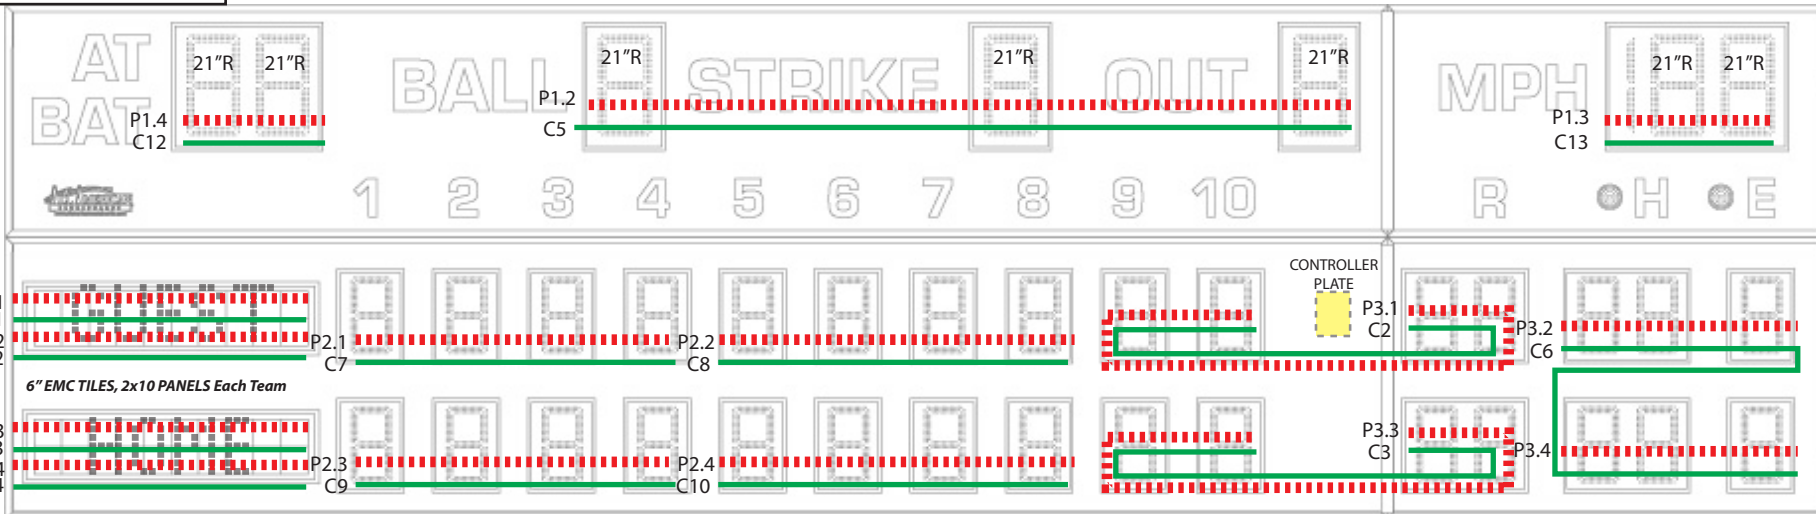 AT BAT
21”R 21”R
P1.4
C12
BALL
21”R
P1.2
C5
STRIKE
21”R
OUT
21”R
MPH
21”R 21”R
P1.3
C13
1 2 3 4 5 6 7 8 9 10 R H E
CONTROLLER
PLATE
GUEST
P2.1
C7
P2.2
C8
P3.1
C2
P3.2
C6
6” EMC TILES, 2x10 PANELS Each Team
HOME
P2.3
C9
P2.4
C10
P3.3
C3
P3.4